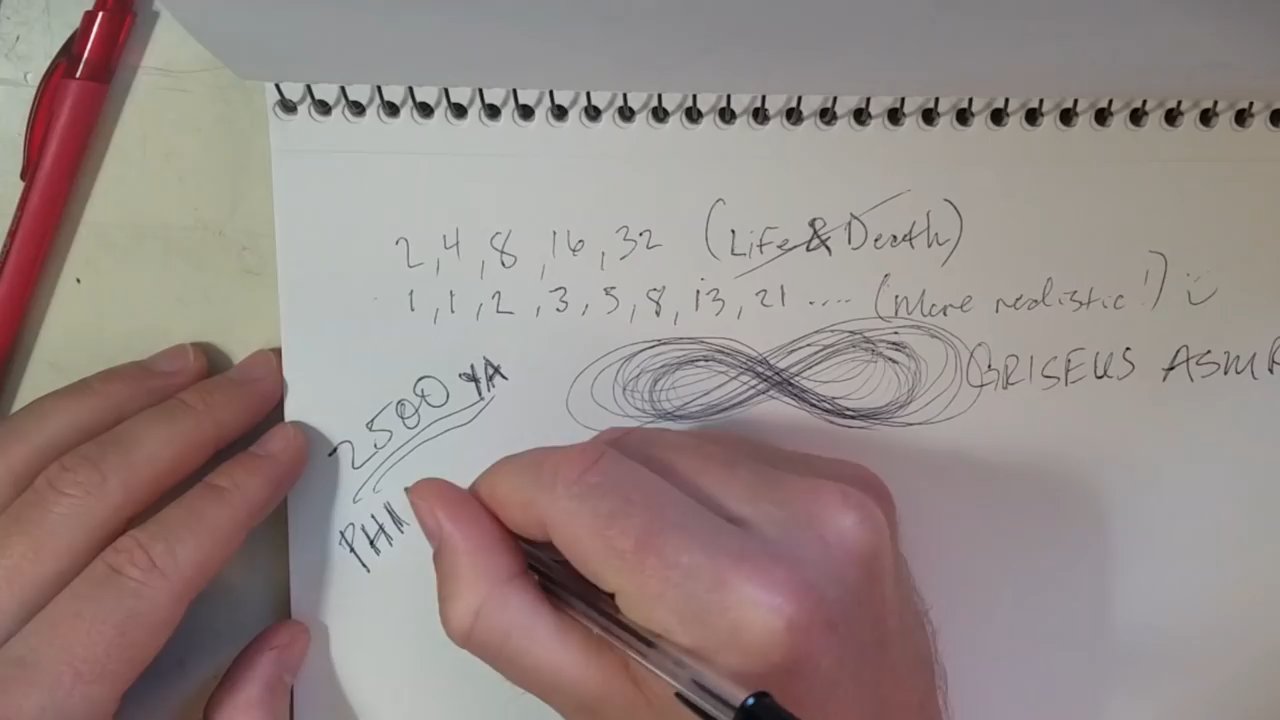 2, 4, 8, 16, 32 (Life & Death)
1, 1, 2, 3, 5, 8, 13, 21 .... (More realistic!)
GRISEUS ASMR
2500 YA